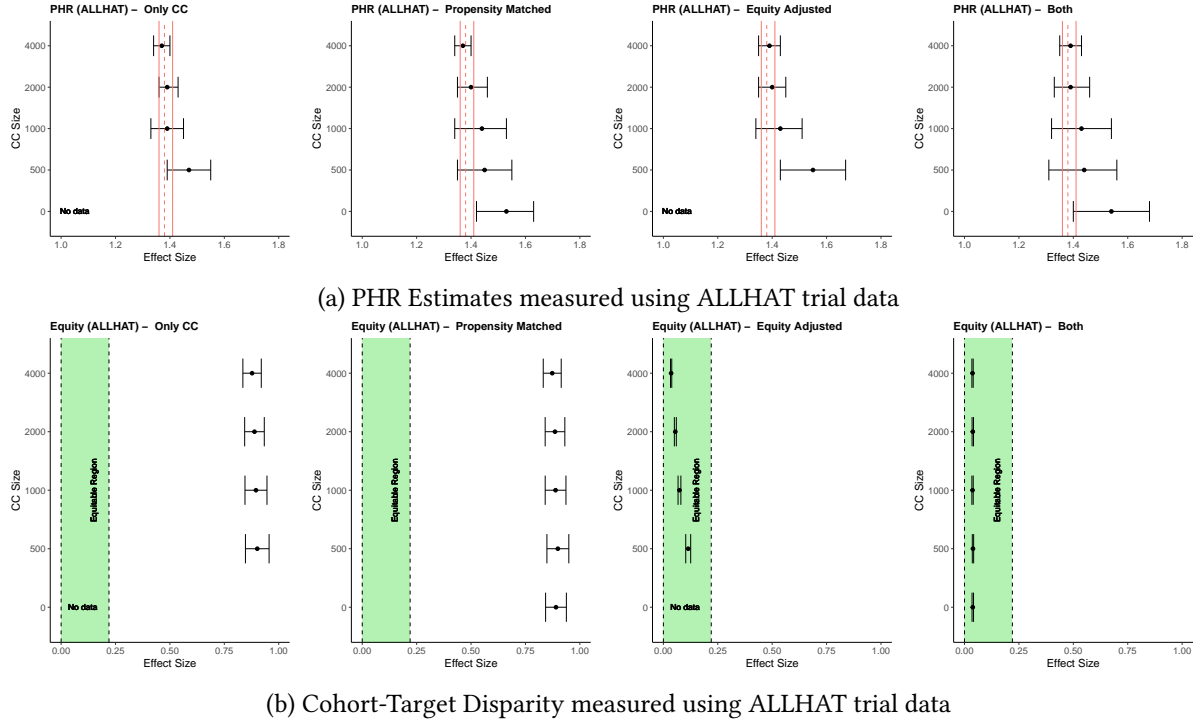 PHR (ALLHAT) – Only CC
PHR (ALLHAT) – Propensity Matched
PHR (ALLHAT) – Equity Adjusted
PHR (ALLHAT) – Both
CC Size
4000
2000
1000
500
0
No data
1.0 1.2 1.4 1.6 1.8
Effect Size
CC Size
4000
2000
1000
500
0
1.0 1.2 1.4 1.6 1.8
Effect Size
CC Size
4000
2000
1000
500
0
No data
1.0 1.2 1.4 1.6 1.8
Effect Size
CC Size
4000
2000
1000
500
0
1.0 1.2 1.4 1.6 1.8
Effect Size
(a) PHR Estimates measured using ALLHAT trial data
Equity (ALLHAT) – Only CC
Equity (ALLHAT) – Propensity Matched
Equity (ALLHAT) – Equity Adjusted
Equity (ALLHAT) – Both
CC Size
4000
2000
1000
500
0
Equitable Region
No data
0.00 0.25 0.50 0.75 1.00
Effect Size
CC Size
4000
2000
1000
500
0
Equitable Region
0.00 0.25 0.50 0.75 1.00
Effect Size
CC Size
4000
2000
1000
500
0
Equitable Region
No data
0.00 0.25 0.50 0.75 1.00
Effect Size
CC Size
4000
2000
1000
500
0
Equitable Region
0.00 0.25 0.50 0.75 1.00
Effect Size
(b) Cohort-Target Disparity measured using ALLHAT trial data